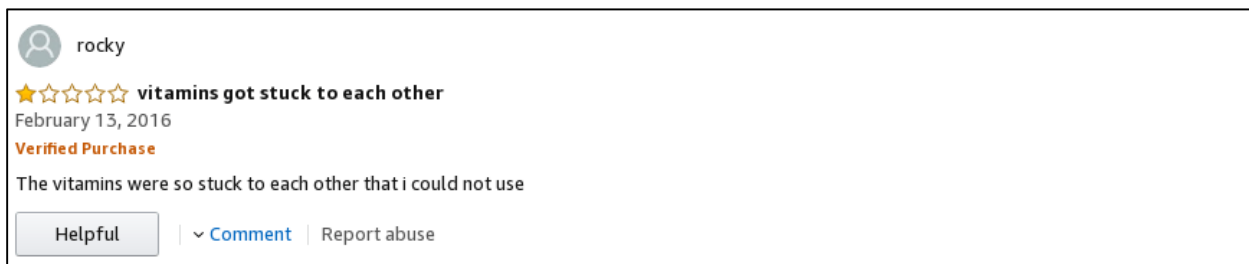 rocky
vitamins got stuck to each other
February 13, 2016
Verified Purchase
The vitamins were so stuck to each other that i could not use
Helpful Comment Report abuse